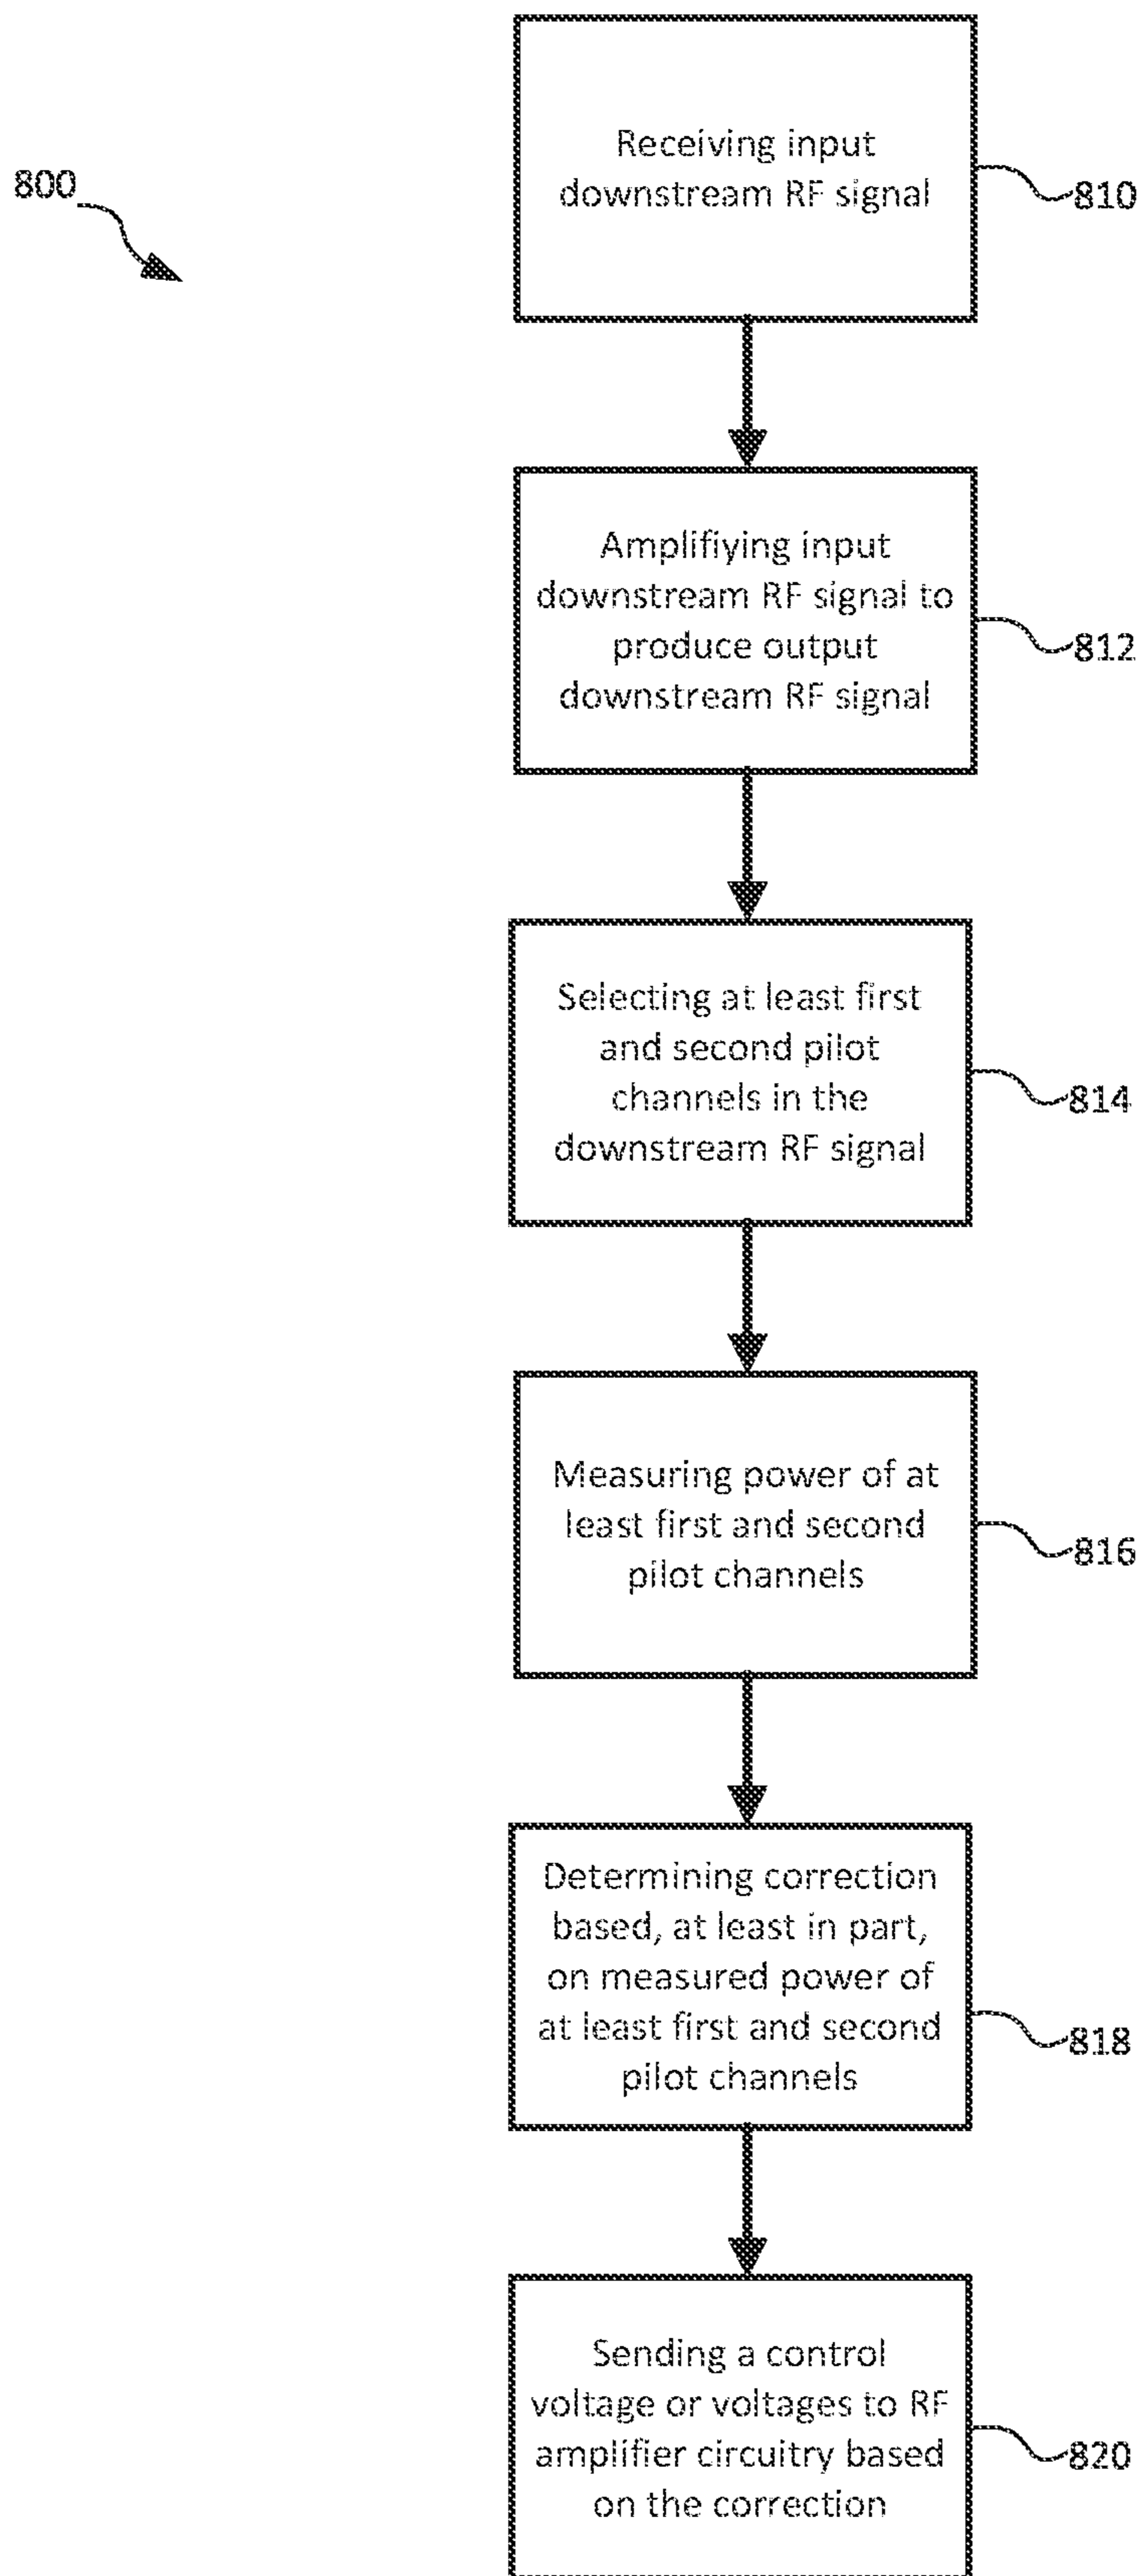 800
Receiving input
downstream RF signal
810
Amplifiying input
downstream RF signal to
produce output
downstream RF signal
812
Selecting at least first
and second pilot
channels in the
downstream RF signal
814
Measuring power of at
least first and second
pilot channels
816
Determining correction
based, at least in part,
on measured power of
at least first and second
pilot channels
818
Sending a control
voltage or voltages to RF
amplifier circuitry based
on the correction
820